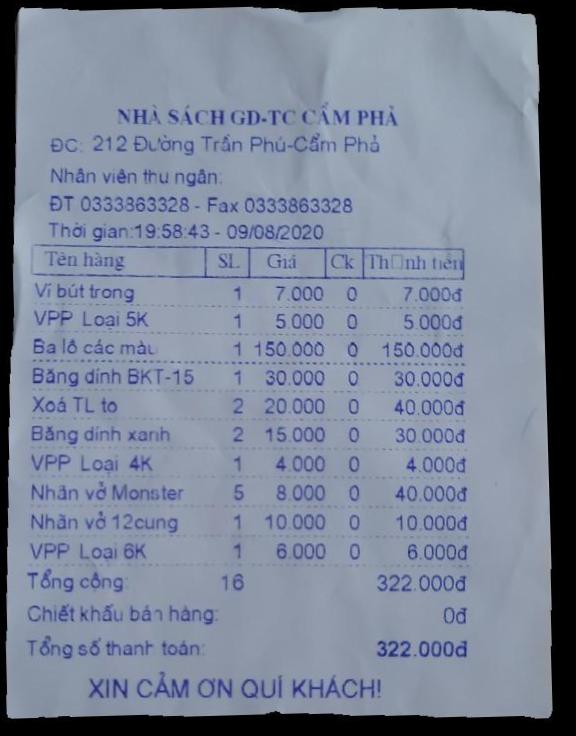 NHÀ SÁCH GD-TC CẨM PHẢ
ĐC: 212 Đường Trần Phú-Cẩm Phả
Nhân viên thu ngân:
ĐT 0333863328 - Fax 0333863328
Thời gian:19:58:43 - 09/08/2020
Tên hàng SL Giá Ck Th□nh tiền
Ví bút trong 1 7.000 0 7.000đ
VPP Loại 5K 1 5.000 0 5.000đ
Ba lô các màu 1 150.000 0 150.000đ
Băng dính BKT-15 1 30.000 0 30.000đ
Xoá TL to 2 20.000 0 40.000đ
Băng dính xanh 2 15.000 0 30.000đ
VPP Loại 4K 1 4.000 0 4.000đ
Nhãn vở Monster 5 8.000 0 40.000đ
Nhãn vở 12cung 1 10.000 0 10.000đ
VPP Loại 6K 1 6.000 0 6.000đ
Tổng cộng: 16 322.000đ
Chiết khấu bán hàng: 0đ
Tổng số thanh toán: 322.000đ
XIN CẢM ƠN QUÍ KHÁCH!